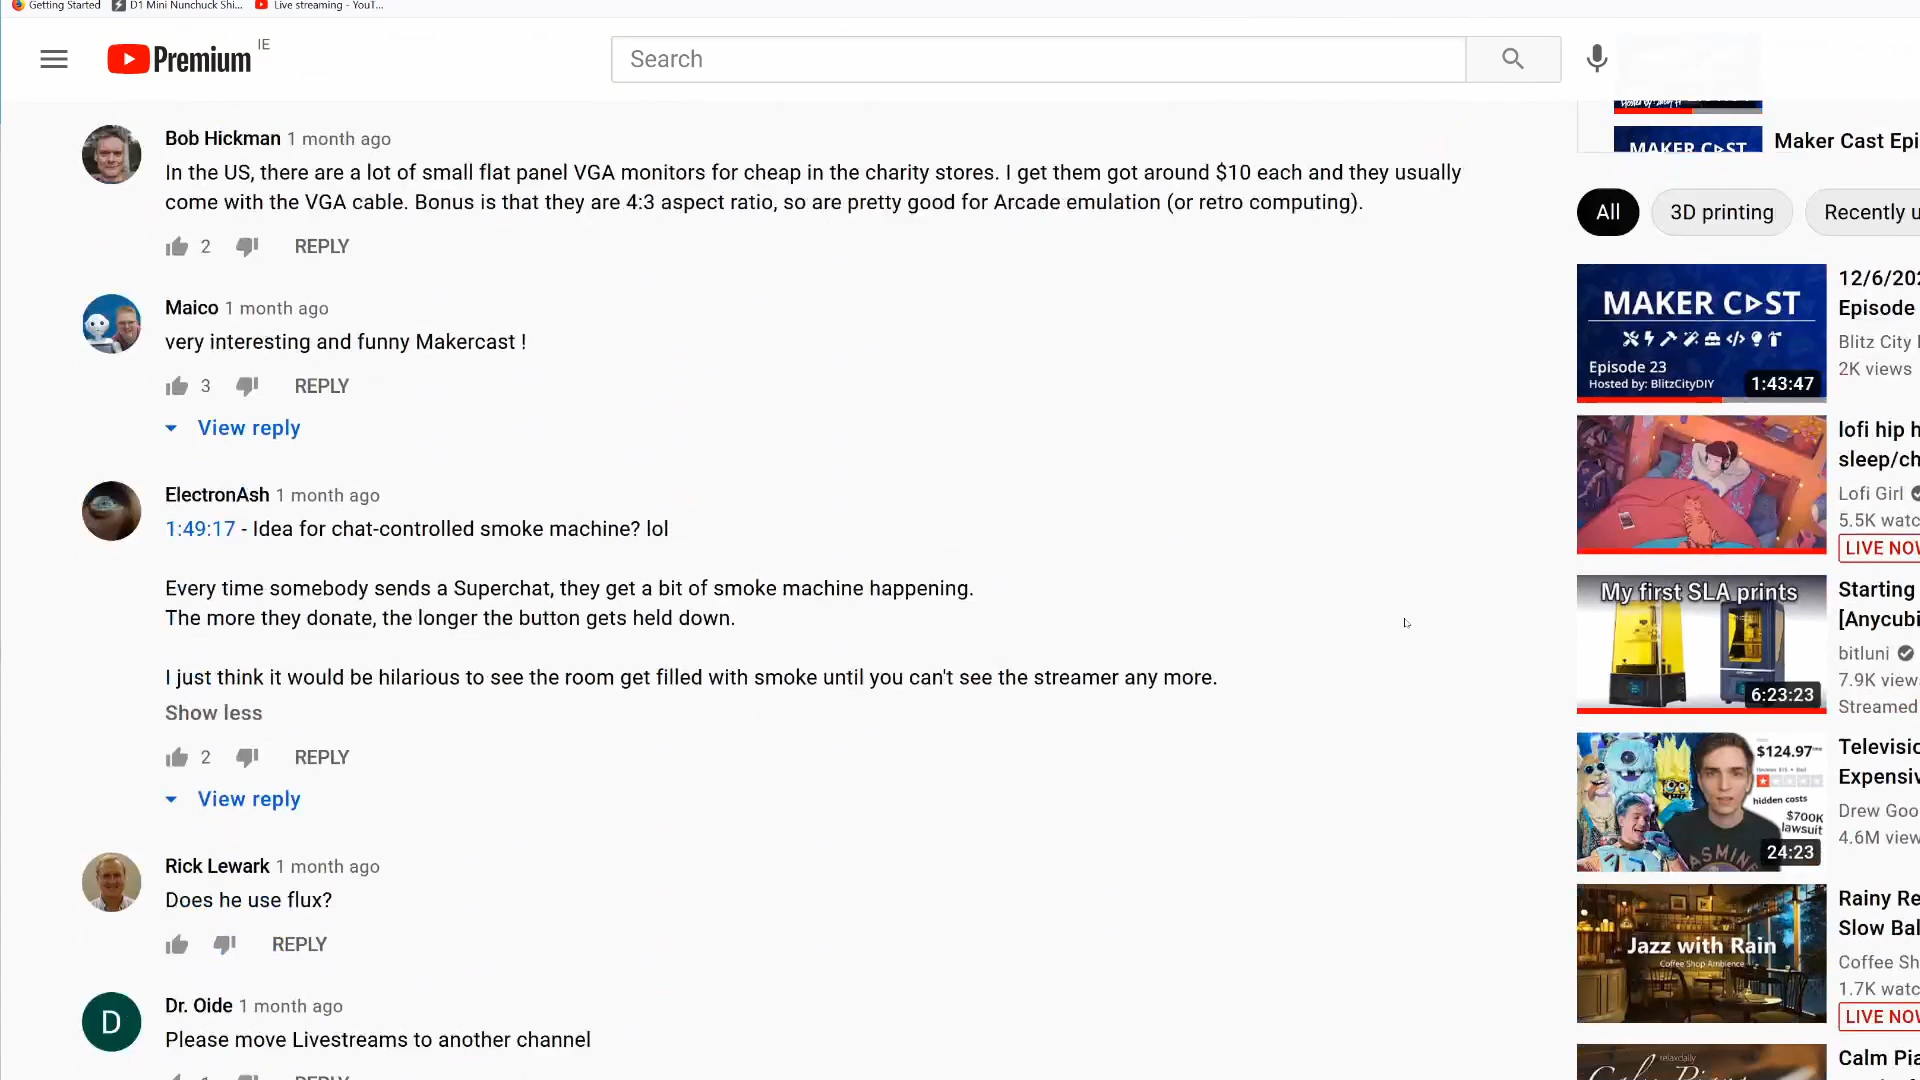 Getting Started D1 Mini Nunchuck Shi... Live streaming - YouT...
Premium IE
Search
Bob Hickman 1 month ago
In the US, there are a lot of small flat panel VGA monitors for cheap in the charity stores. I get them got around $10 each and they usually
come with the VGA cable. Bonus is that they are 4:3 aspect ratio, so are pretty good for Arcade emulation (or retro computing).
2 REPLY
Maico 1 month ago
very interesting and funny Makercast !
3 REPLY
View reply
ElectronAsh 1 month ago
1:49:17 - Idea for chat-controlled smoke machine? lol
Every time somebody sends a Superchat, they get a bit of smoke machine happening.
The more they donate, the longer the button gets held down.
I just think it would be hilarious to see the room get filled with smoke until you can't see the streamer any more.
Show less
2 REPLY
View reply
Rick Lewark 1 month ago
Does he use flux?
REPLY
D
Dr. Oide 1 month ago
Please move Livestreams to another channel
REPLY
MAKER CAST
Maker Cast Epi
All 3D printing Recently u
MAKER CAST
Episode 23
Hosted by: BlitzCityDIY
1:43:47
12/6/202
Episode
Blitz City
2K views
lofi hip h
sleep/ch
Lofi Girl
5.5K watc
LIVE NOW
My first SLA prints
6:23:23
Starting
[Anycubi
bitluni
7.9K view
Streamed
$124.97
hidden costs
$700K
lawsuit
24:23
Televisio
Expensiv
Drew Goo
4.6M view
Jazz with Rain
Coffee Shop Ambience
Rainy Re
Slow Bal
Coffee Sh
1.7K watc
LIVE NOW
relaxdaily
Calm Pia